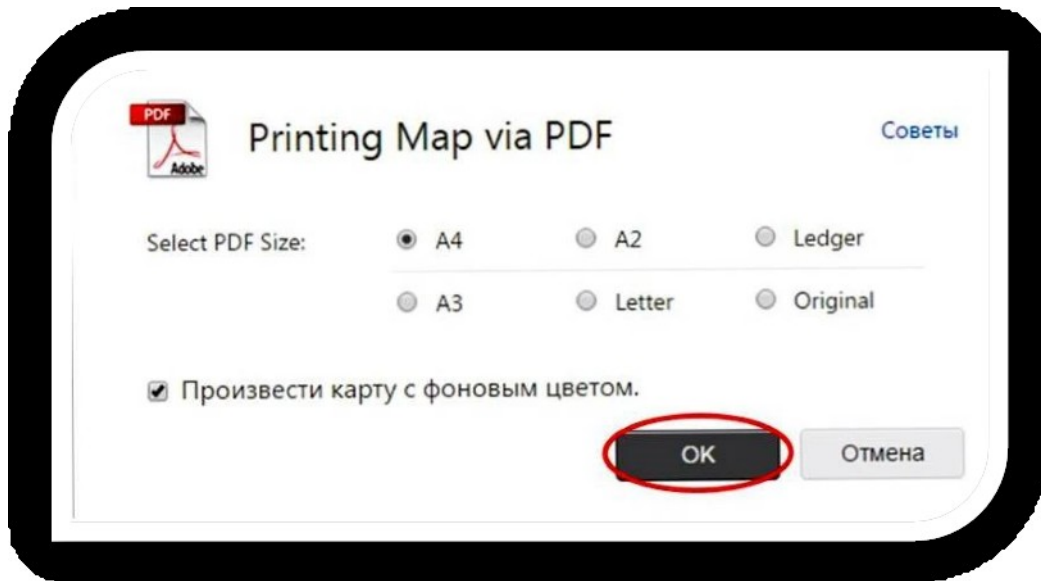 PDF
Adobe
Printing Map via PDF
Советы
Select PDF Size:
A4
A2
Ledger
A3
Letter
Original
Произвести карту с фоновым цветом.
OK
Отмена